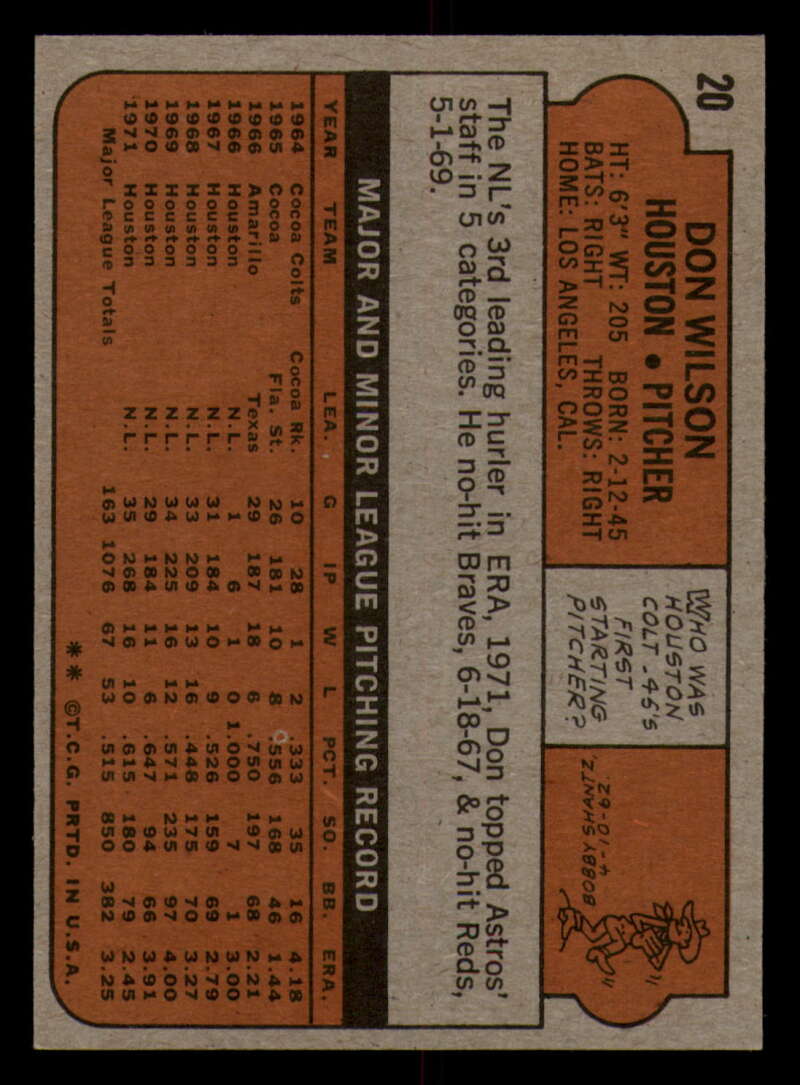 20
DON WILSON
HOUSTON • PITCHER
HT: 6'3" WT: 205 BORN: 2-12-45
BATS: RIGHT THROWS: RIGHT
HOME: LOS ANGELES, CAL.
WHO WAS
HOUSTON
COLT .45'S
FIRST
STARTING
PITCHER?
BOBBY SHANTZ,
4-10-62
The NL's 3rd leading hurler in ERA, 1971, Don topped Astros'
staff in 5 categories. He no-hit Braves, 6-18-67, & no-hit Reds,
5-1-69.
MAJOR AND MINOR LEAGUE PITCHING RECORD
YEAR TEAM LEA. G IP W L PCT. SO. BB. ERA.
1964 Cocoa Colts Cocoa Rk. 10 28 1 2 .333 35 16 4.18
1965 Cocoa Fla. St. 26 181 10 8 .556 168 46 1.44
1966 Amarillo Texas 29 187 18 6 .750 197 68 2.21
1966 Houston N.L. 1 6 1 0 1.000 7 1 3.00
1967 Houston N.L. 31 184 10 9 .526 159 69 2.79
1968 Houston N.L. 33 209 13 16 .448 175 70 3.27
1969 Houston N.L. 34 225 16 12 .571 235 97 4.00
1970 Houston N.L. 29 184 11 6 .647 94 66 3.91
1971 Houston N.L. 35 268 16 10 .615 180 79 2.45
Major League Totals 163 1076 67 53 .515 850 382 3.25
** ©T.C.G. PRTD. IN U.S.A.